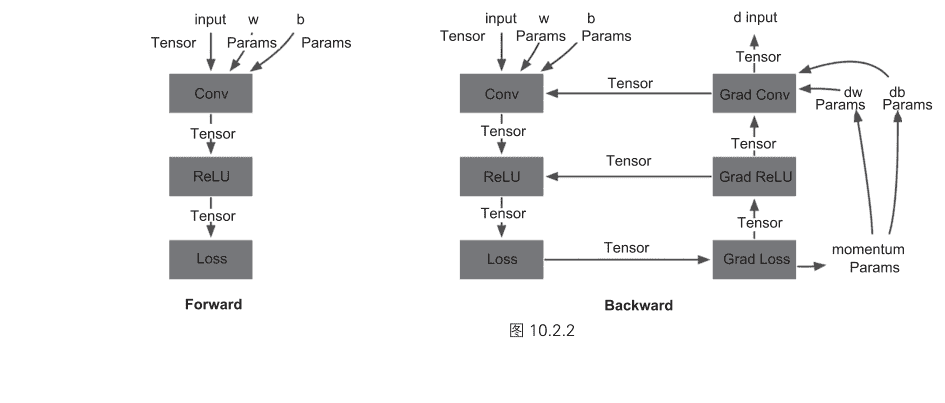 input w b
Tensor Params Params
Conv
Tensor
ReLU
Tensor
Loss
Forward
input w b
Tensor Params Params
Conv
Tensor
ReLU
Tensor
Loss
Tensor
Tensor
Tensor
d input
Tensor
Grad Conv
Tensor
Grad ReLU
Tensor
Grad Loss
dw db
Params Params
momentum
Params
Backward
图 10.2.2